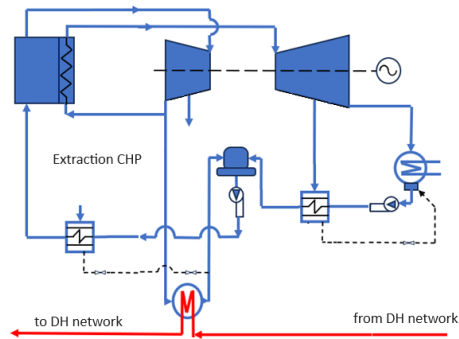 Extraction CHP
to DH network
from DH network